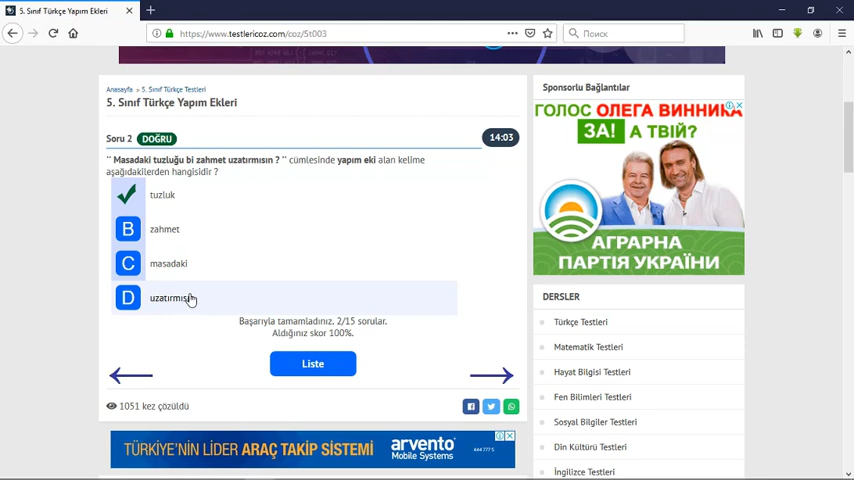 5. Sınıf Türkçe Yapım Ekleri
https://www.testlericoz.com/coz/5t003
Поиск
Anasayfa » 5. Sınıf Türkçe Testleri
5. Sınıf Türkçe Yapım Ekleri
Soru 2 DOĞRU
14:03
'' Masadaki tuzluğu bi zahmet uzatırmısın ? '' cümlesinde yapım eki alan kelime
aşağıdakilerden hangisidir ?
tuzluk
B zahmet
C masadaki
D uzatırmısın
Başarıyla tamamladınız. 2/15 sorular.
Aldığınız skor 100%.
Liste
1051 kez çözüldü
TÜRKİYE'NİN LİDER ARAÇ TAKİP SİSTEMİ
arvento
Mobile Systems
444 777 5
Sponsorlu Bağlantılar
ГОЛОС ОЛЕГА ВИННИКА
ЗА! А ТВІЙ?
АГРАРНА
ПАРТІЯ УКРАЇНИ
DERSLER
Türkçe Testleri
Matematik Testleri
Hayat Bilgisi Testleri
Fen Bilimleri Testleri
Sosyal Bilgiler Testleri
Din Kültürü Testleri
İngilizce Testleri